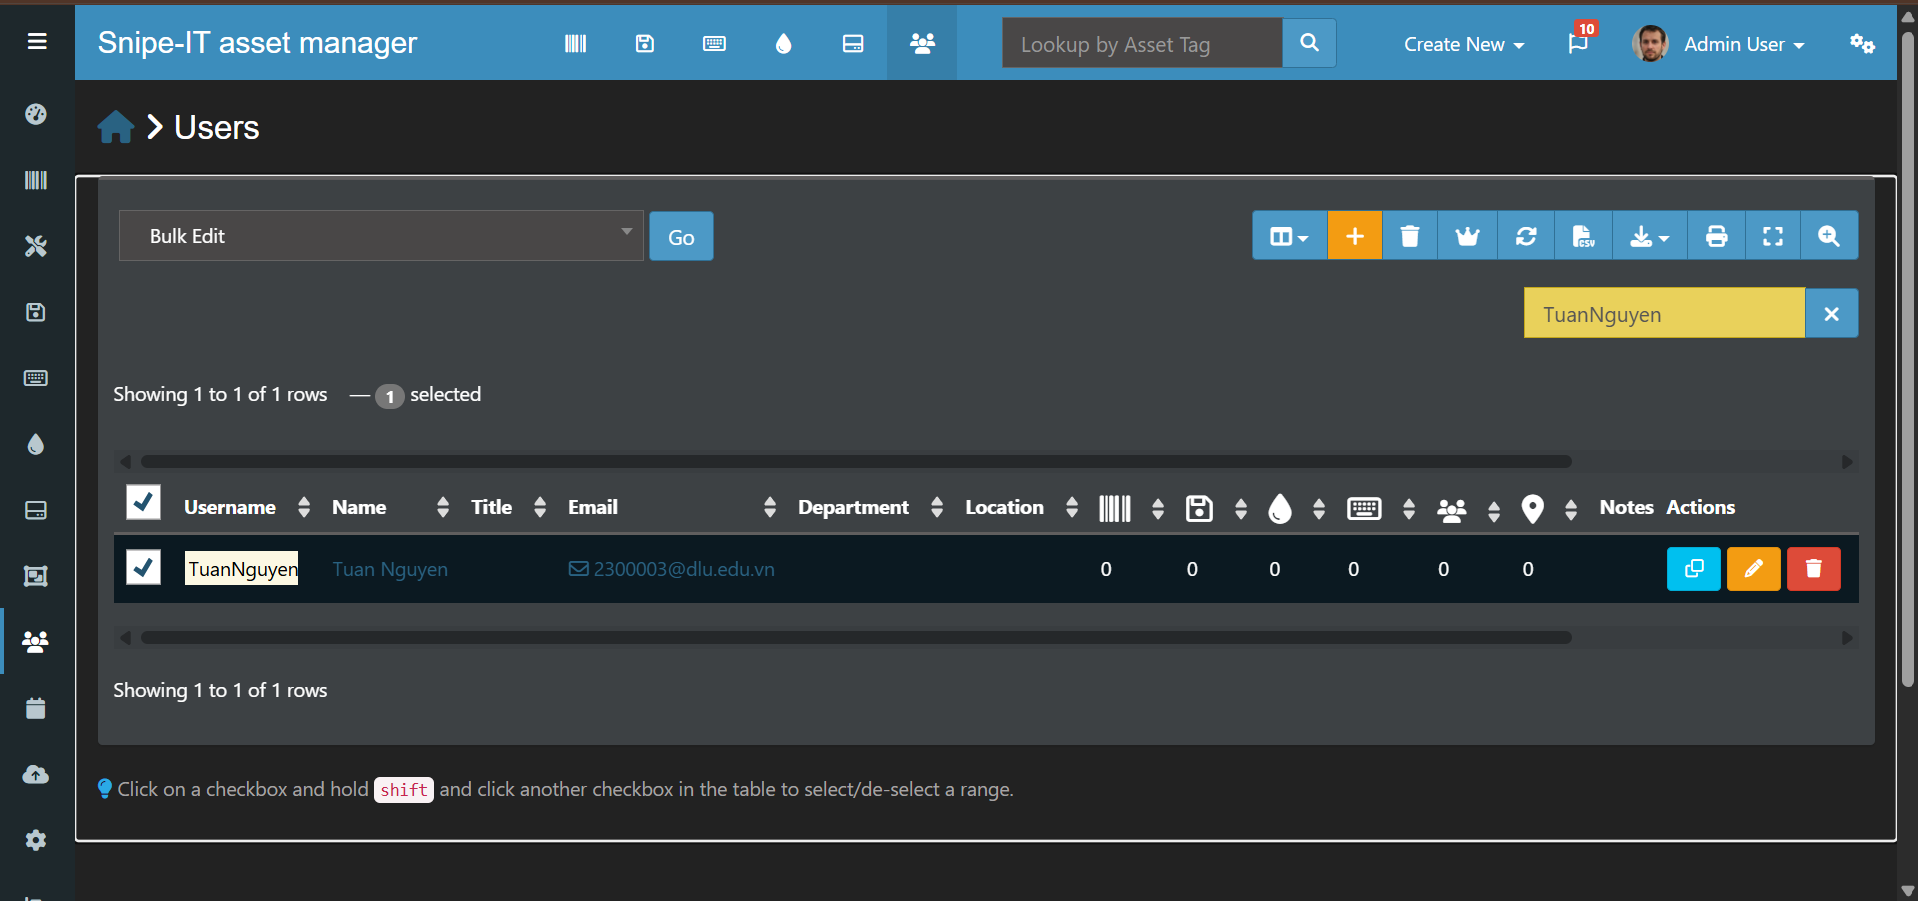 Snipe-IT asset manager
Lookup by Asset Tag
Create New
10
Admin User
Users
Bulk Edit
Go
CSV
TuanNguyen
Showing 1 to 1 of 1 rows — 1 selected
Username Name Title Email Department Location Notes Actions
TuanNguyen Tuan Nguyen 2300003@dlu.edu.vn 0 0 0 0 0 0
Showing 1 to 1 of 1 rows
Click on a checkbox and hold shift and click another checkbox in the table to select/de-select a range.